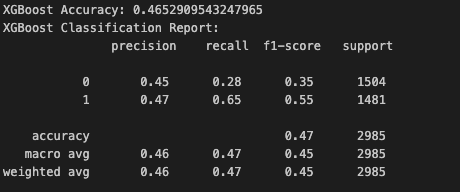 XGBoost Accuracy: 0.4652909543247965
XGBoost Classification Report:
precision recall f1-score support
0 0.45 0.28 0.35 1504
1 0.47 0.65 0.55 1481
accuracy 0.47 2985
macro avg 0.46 0.47 0.45 2985
weighted avg 0.46 0.47 0.45 2985